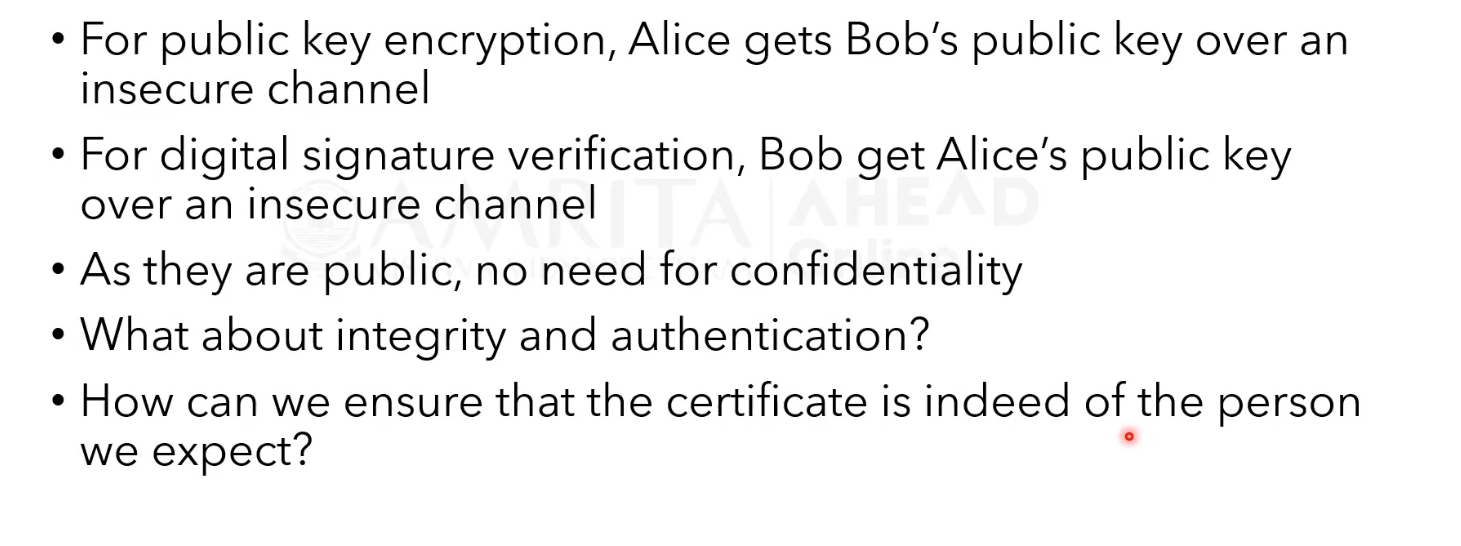 • For public key encryption, Alice gets Bob’s public key over an
insecure channel
• For digital signature verification, Bob get Alice’s public key
over an insecure channel
• As they are public, no need for confidentiality
• What about integrity and authentication?
• How can we ensure that the certificate is indeed of the person
we expect?
AMRITA AHEAD
Online